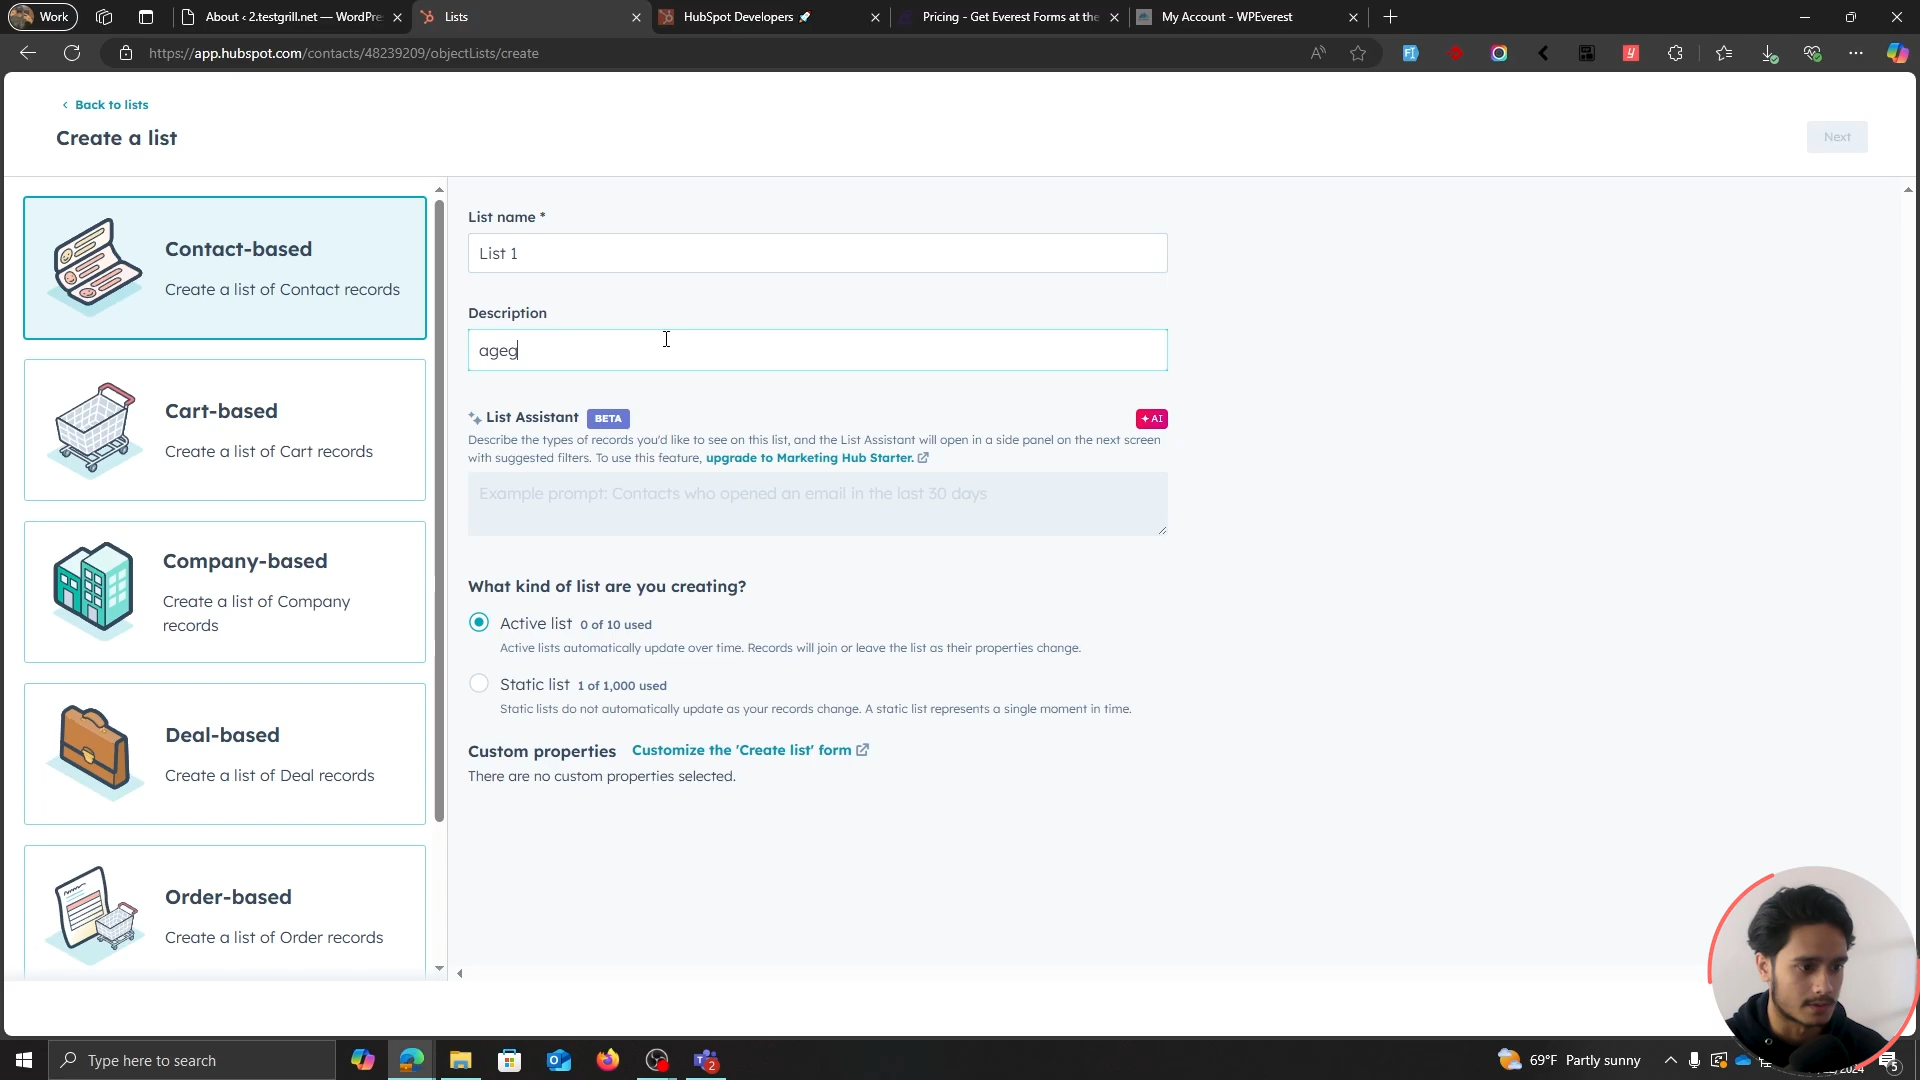 Work
About ‹ 2.testgrill.net — WordPre
Lists
HubSpot Developers 🚀
Pricing - Get Everest Forms at the
My Account - WPEverest
https://app.hubspot.com/contacts/48239209/objectLists/create
Back to lists
Create a list
Next
Contact-based
Create a list of Contact records
Cart-based
Create a list of Cart records
Company-based
Create a list of Company
records
Deal-based
Create a list of Deal records
Order-based
Create a list of Order records
List name *
List 1
Description
ageg
List Assistant BETA
AI
Describe the types of records you'd like to see on this list, and the List Assistant will open in a side panel on the next screen
with suggested filters. To use this feature, upgrade to Marketing Hub Starter.
Example prompt: Contacts who opened an email in the last 30 days
What kind of list are you creating?
Active list 0 of 10 used
Active lists automatically update over time. Records will join or leave the list as their properties change.
Static list 1 of 1,000 used
Static lists do not automatically update as your records change. A static list represents a single moment in time.
Custom properties Customize the 'Create list' form
There are no custom properties selected.
Type here to search
2
69°F Partly sunny
5